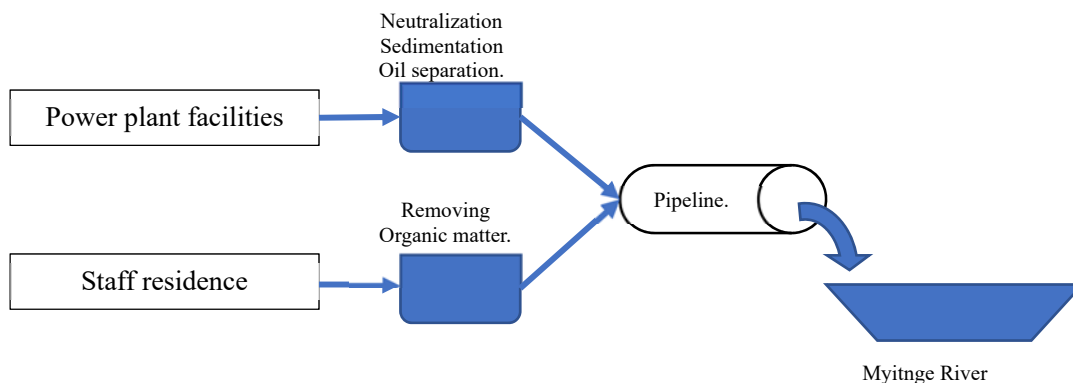 Neutralization
Sedimentation
Oil separation.
Power plant facilities
Removing
Organic matter.
Staff residence
Pipeline.
Myitnge River